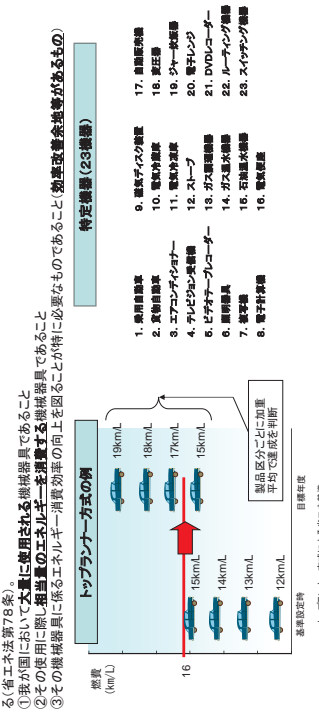 る(省エネ法第78条)。
①我が国において大量に使用される機械器具であること
②その使用に際し相当量のエネルギーを消費する機械器具であること
③その機械器具に係るエネルギー消費効率の向上を図ることが特に必要なものであること(効率改善余地等があるもの)
トップランナー方式の例
燃費
(km/L)
16
19km/L
18km/L
17km/L
15km/L
15km/L
14km/L
13km/L
12km/L
製品区分ごとに加重
平均で達成を判断
基準設定時
目標年度
特定機器(23機器)
1. 乗用自動車
2. 貨物自動車
3. エアコンディショナー
4. テレビジョン受信機
5. ビデオテープレコーダー
6. 照明器具
7. 複写機
8. 電子計算機
9. 磁気ディスク装置
10. 電気冷蔵庫
11. 電気冷凍庫
12. ストーブ
13. ガス調理機器
14. ガス温水機器
15. 石油温水機器
16. 電気便座
17. 自動販売機
18. 変圧器
19. ジャー炊飯器
20. 電子レンジ
21. DVDレコーダー
22. ルーティング機器
23. スイッチング機器